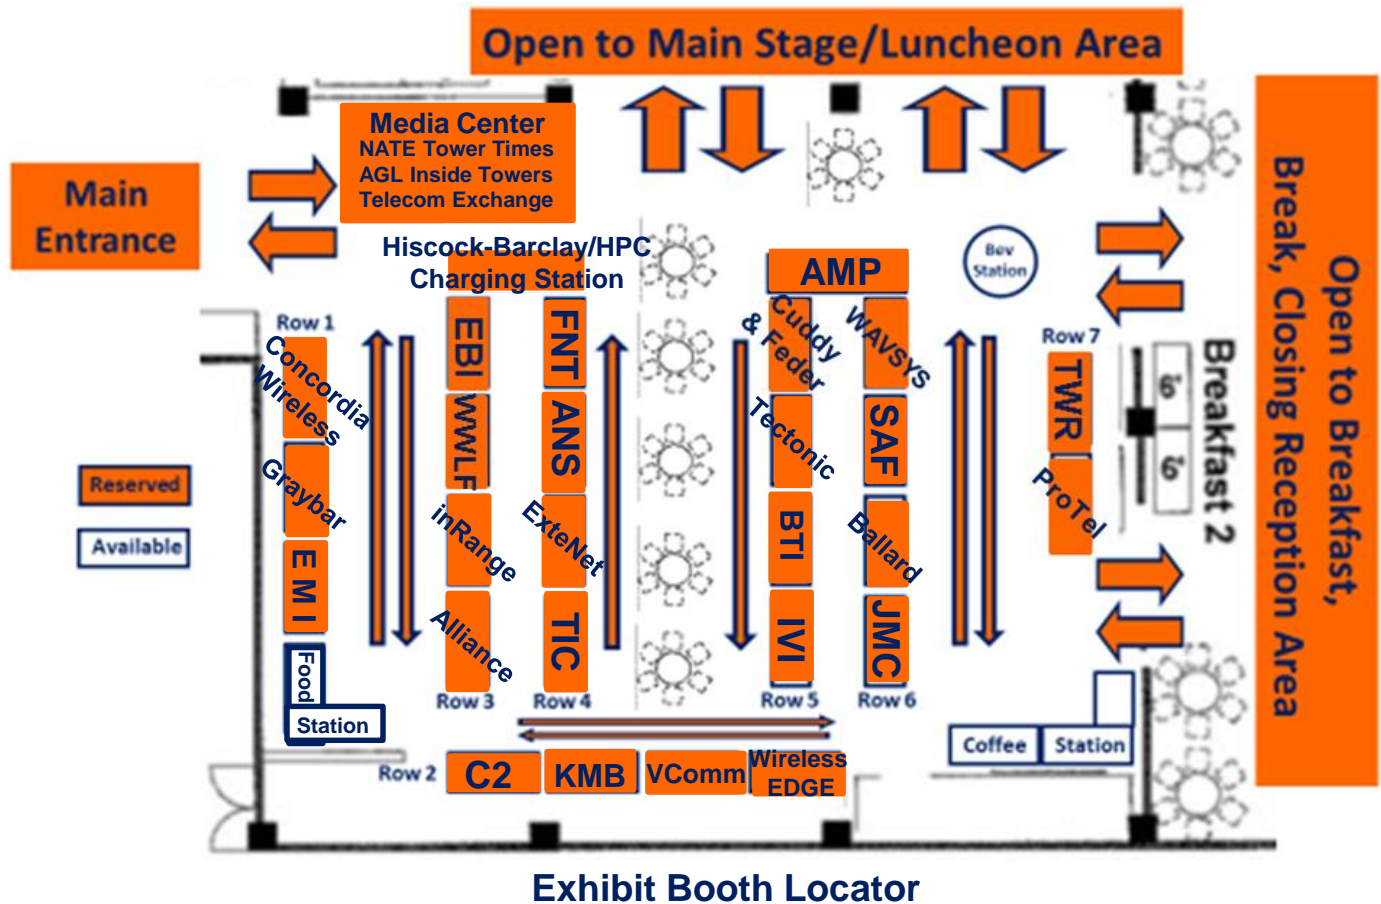 Open to Main Stage/Luncheon Area
Main
Entrance
Media Center
NATE Tower Times
AGL Inside Towers
Telecom Exchange
Hiscock-Barclay/HPC
Charging Station
AMP
Bev
Station
Row 1
Concordia
Wireless
Graybar
E M I
Food
Station
EBI
WWLF
inRange
Alliance
Row 3
FNT
ANS
ExteNet
TIC
Row 4
Cuddy
& Feder
Tectonic
BTI
IVI
Row 5
WAVSYS
SAF
Ballard
JMC
Row 6
Row 7
TWR
ProTel
Breakfast 2
6'
6'
Open to Breakfast,
Break, Closing Reception Area
Reserved
Available
Row 2
C2
KMB
VComm
Wireless
EDGE
Coffee
Station
Exhibit Booth Locator